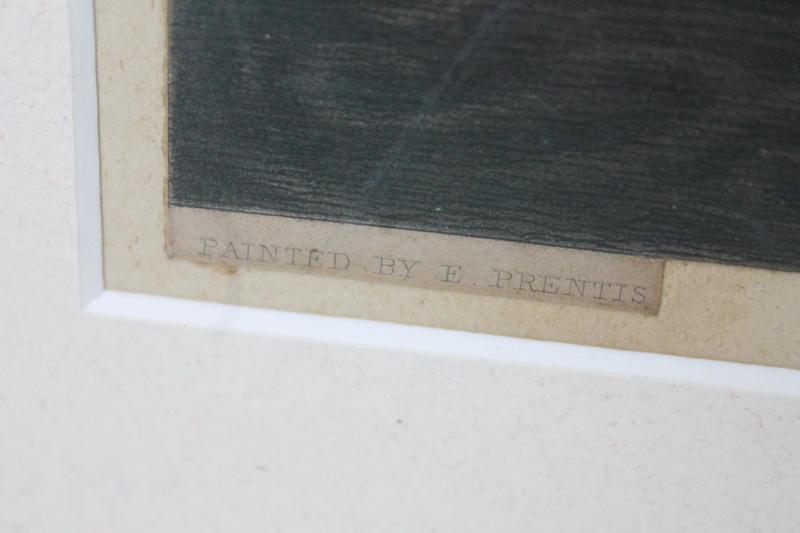 PAINTED BY E. PRENTIS